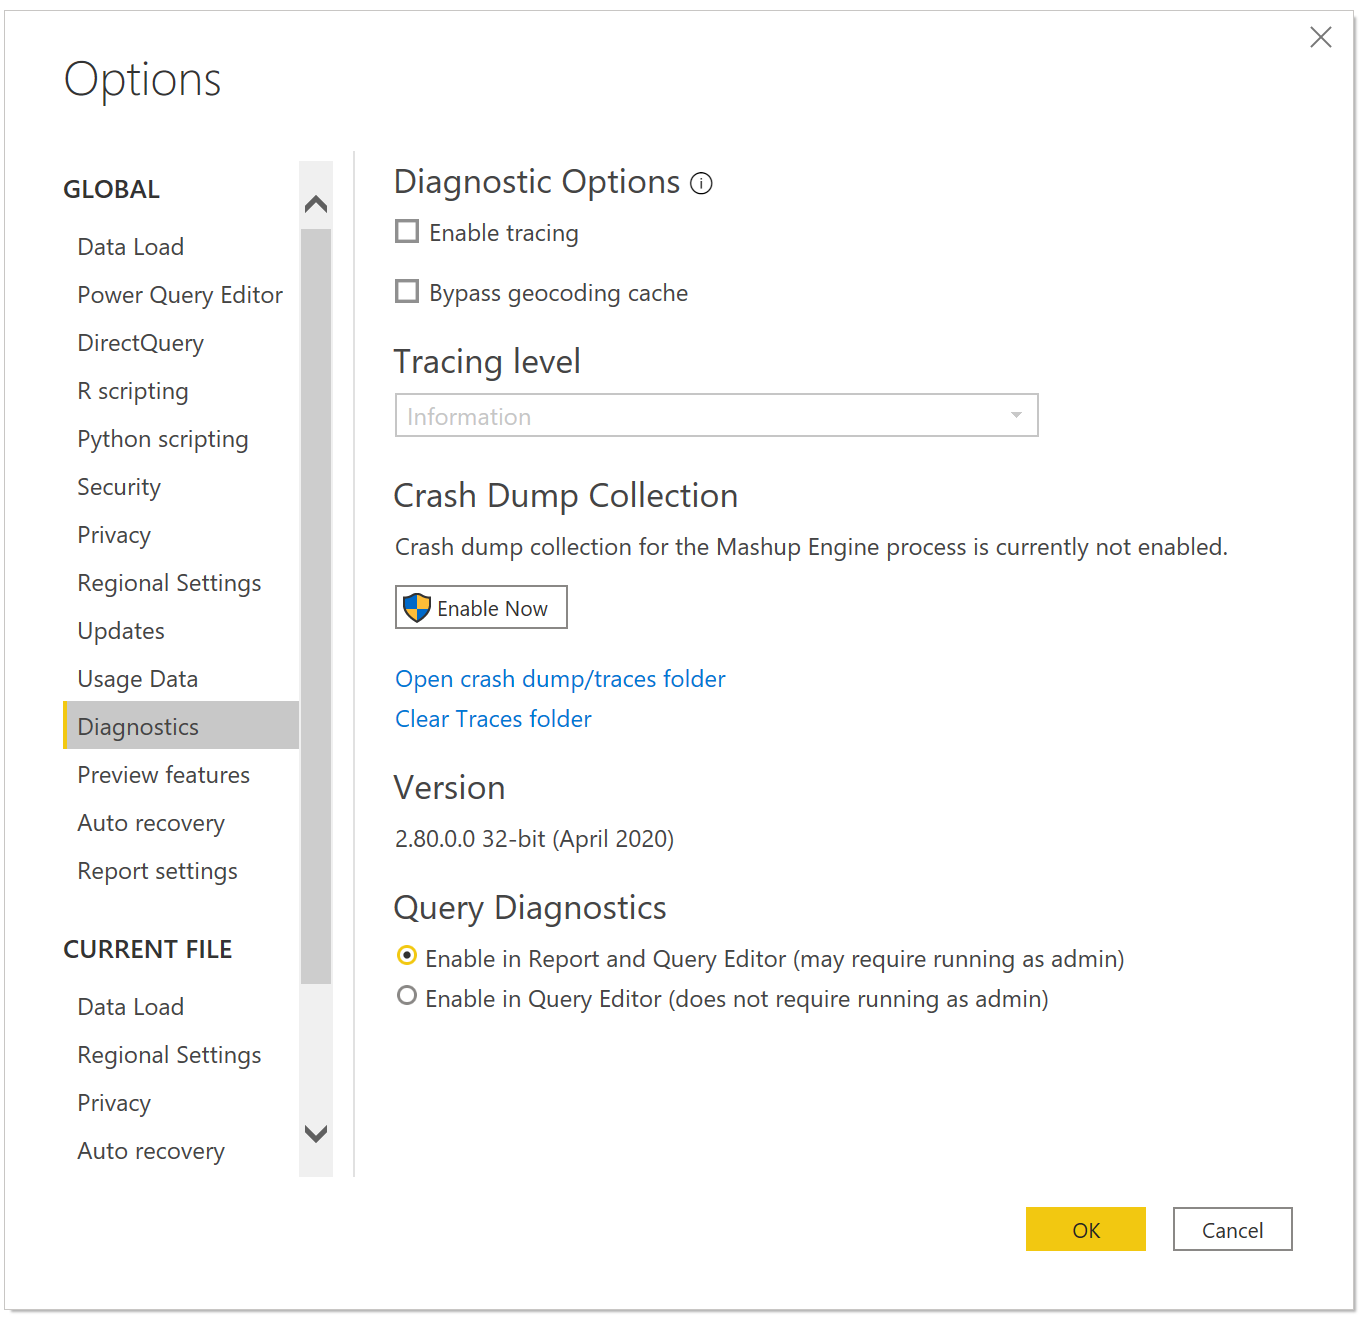 Options
GLOBAL
Data Load
Power Query Editor
DirectQuery
R scripting
Python scripting
Security
Privacy
Regional Settings
Updates
Usage Data
Diagnostics
Preview features
Auto recovery
Report settings
CURRENT FILE
Data Load
Regional Settings
Privacy
Auto recovery
Diagnostic Options
Enable tracing
Bypass geocoding cache
Tracing level
Information
Crash Dump Collection
Crash dump collection for the Mashup Engine process is currently not enabled.
Enable Now
Open crash dump/traces folder
Clear Traces folder
Version
2.80.0.0 32-bit (April 2020)
Query Diagnostics
Enable in Report and Query Editor (may require running as admin)
Enable in Query Editor (does not require running as admin)
OK
Cancel